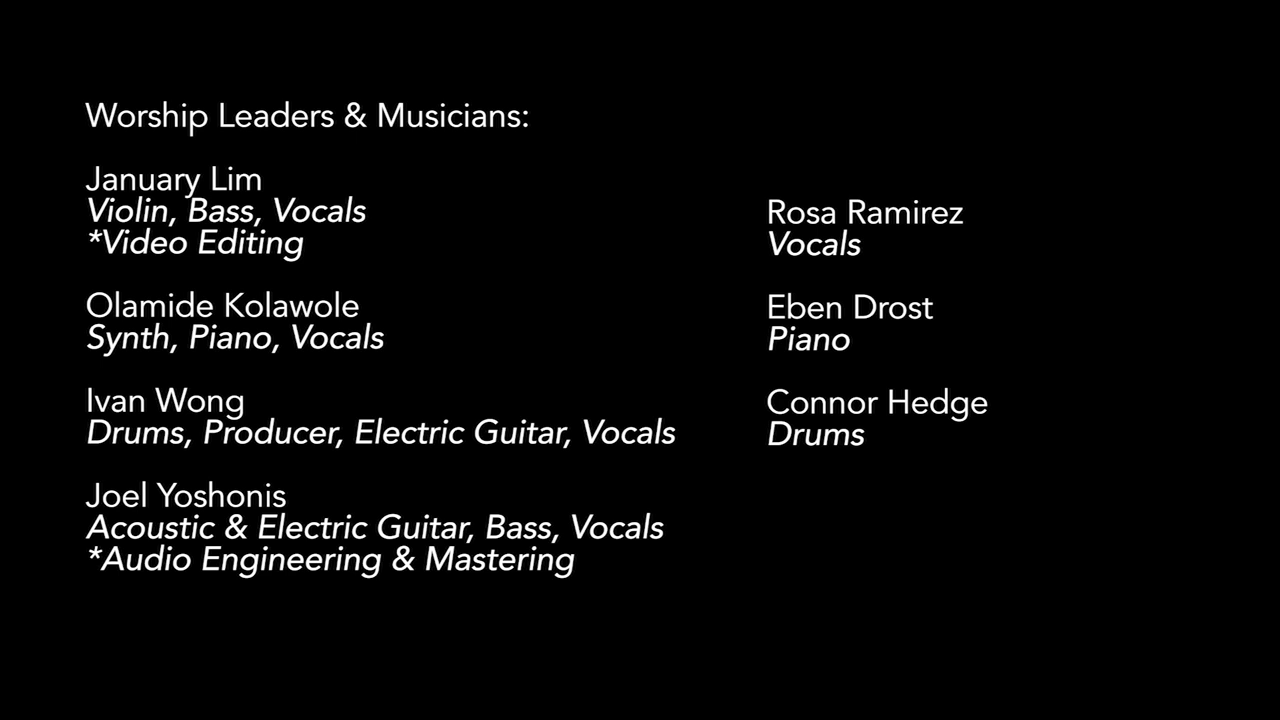 Worship Leaders & Musicians:
January Lim
Violin, Bass, Vocals
*Video Editing
Olamide Kolawole
Synth, Piano, Vocals
Ivan Wong
Drums, Producer, Electric Guitar, Vocals
Joel Yoshonis
Acoustic & Electric Guitar, Bass, Vocals
*Audio Engineering & Mastering
Rosa Ramirez
Vocals
Eben Drost
Piano
Connor Hedge
Drums